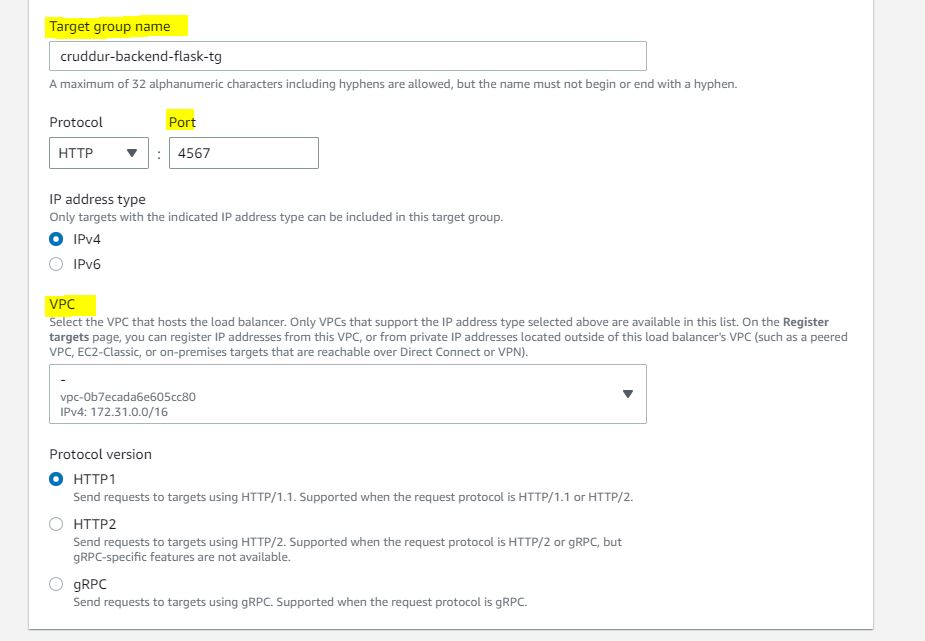 Target group name
cruddur-backend-flask-tg
A maximum of 32 alphanumeric characters including hyphens are allowed, but the name must not begin or end with a hyphen.
Protocol
Port
HTTP
:
4567
IP address type
Only targets with the indicated IP address type can be included in this target group.
IPv4
IPv6
VPC
Select the VPC that hosts the load balancer. Only VPCs that support the IP address type selected above are available in this list. On the Register
targets page, you can register IP addresses from this VPC, or from private IP addresses located outside of this load balancer's VPC (such as a peered
VPC, EC2-Classic, or on-premises targets that are reachable over Direct Connect or VPN).
-
vpc-0b7ecada6e605cc80
IPv4: 172.31.0.0/16
Protocol version
HTTP1
Send requests to targets using HTTP/1.1. Supported when the request protocol is HTTP/1.1 or HTTP/2.
HTTP2
Send requests to targets using HTTP/2. Supported when the request protocol is HTTP/2 or gRPC, but
gRPC-specific features are not available.
gRPC
Send requests to targets using gRPC. Supported when the request protocol is gRPC.